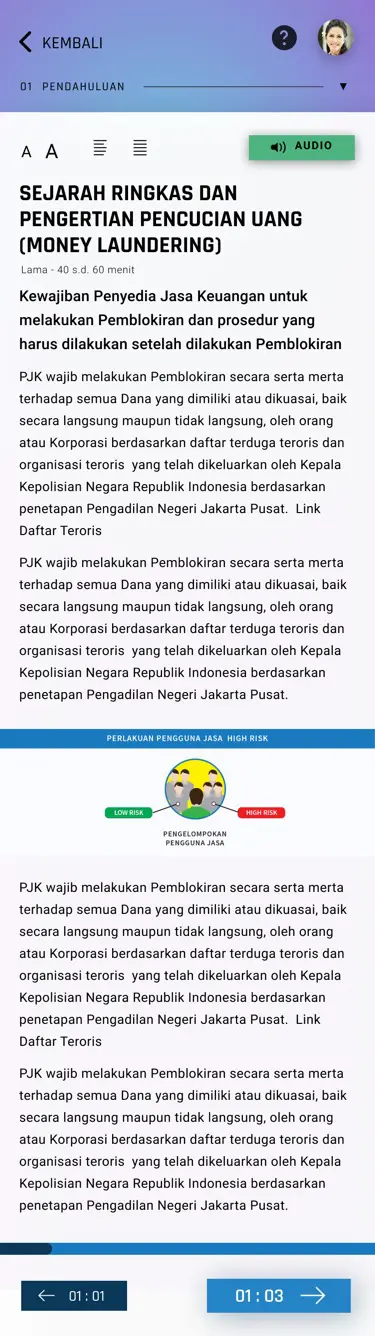 KEMBALI
?
01 PENDAHULUAN
A A
AUDIO
SEJARAH RINGKAS DAN
PENGERTIAN PENCUCIAN UANG
(MONEY LAUNDERING)
Lama - 40 s.d. 60 menit
Kewajiban Penyedia Jasa Keuangan untuk
melakukan Pemblokiran dan prosedur yang
harus dilakukan setelah dilakukan Pemblokiran
PJK wajib melakukan Pemblokiran secara serta merta
terhadap semua Dana yang dimiliki atau dikuasai, baik
secara langsung maupun tidak langsung, oleh orang
atau Korporasi berdasarkan daftar terduga teroris dan
organisasi teroris  yang telah dikeluarkan oleh Kepala
Kepolisian Negara Republik Indonesia berdasarkan
penetapan Pengadilan Negeri Jakarta Pusat.  Link
Daftar Teroris
PJK wajib melakukan Pemblokiran secara serta merta
terhadap semua Dana yang dimiliki atau dikuasai, baik
secara langsung maupun tidak langsung, oleh orang
atau Korporasi berdasarkan daftar terduga teroris dan
organisasi teroris  yang telah dikeluarkan oleh Kepala
Kepolisian Negara Republik Indonesia berdasarkan
penetapan Pengadilan Negeri Jakarta Pusat.
PERLAKUAN PENGGUNA JASA HIGH RISK
LOW RISK
HIGH RISK
PENGELOMPOKAN
PENGGUNA JASA
PJK wajib melakukan Pemblokiran secara serta merta
terhadap semua Dana yang dimiliki atau dikuasai, baik
secara langsung maupun tidak langsung, oleh orang
atau Korporasi berdasarkan daftar terduga teroris dan
organisasi teroris  yang telah dikeluarkan oleh Kepala
Kepolisian Negara Republik Indonesia berdasarkan
penetapan Pengadilan Negeri Jakarta Pusat.  Link
Daftar Teroris
PJK wajib melakukan Pemblokiran secara serta merta
terhadap semua Dana yang dimiliki atau dikuasai, baik
secara langsung maupun tidak langsung, oleh orang
atau Korporasi berdasarkan daftar terduga teroris dan
organisasi teroris  yang telah dikeluarkan oleh Kepala
Kepolisian Negara Republik Indonesia berdasarkan
penetapan Pengadilan Negeri Jakarta Pusat.
01 : 01
01 : 03